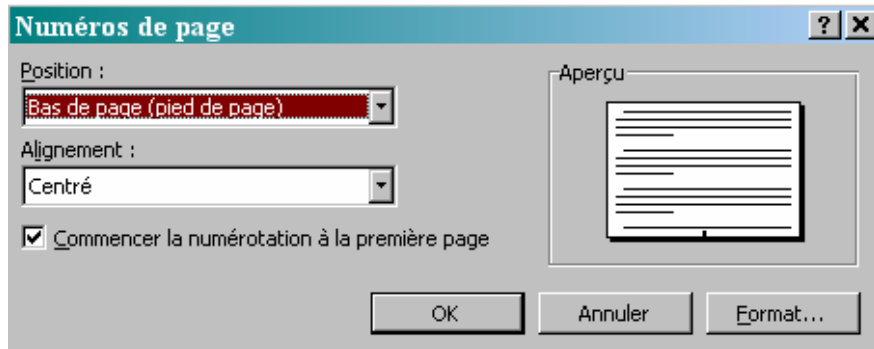 Numéros de page
Position :
Bas de page (pied de page)
Alignement :
Centré
Commencer la numérotation à la première page
Aperçu
OK
Annuler
Format...